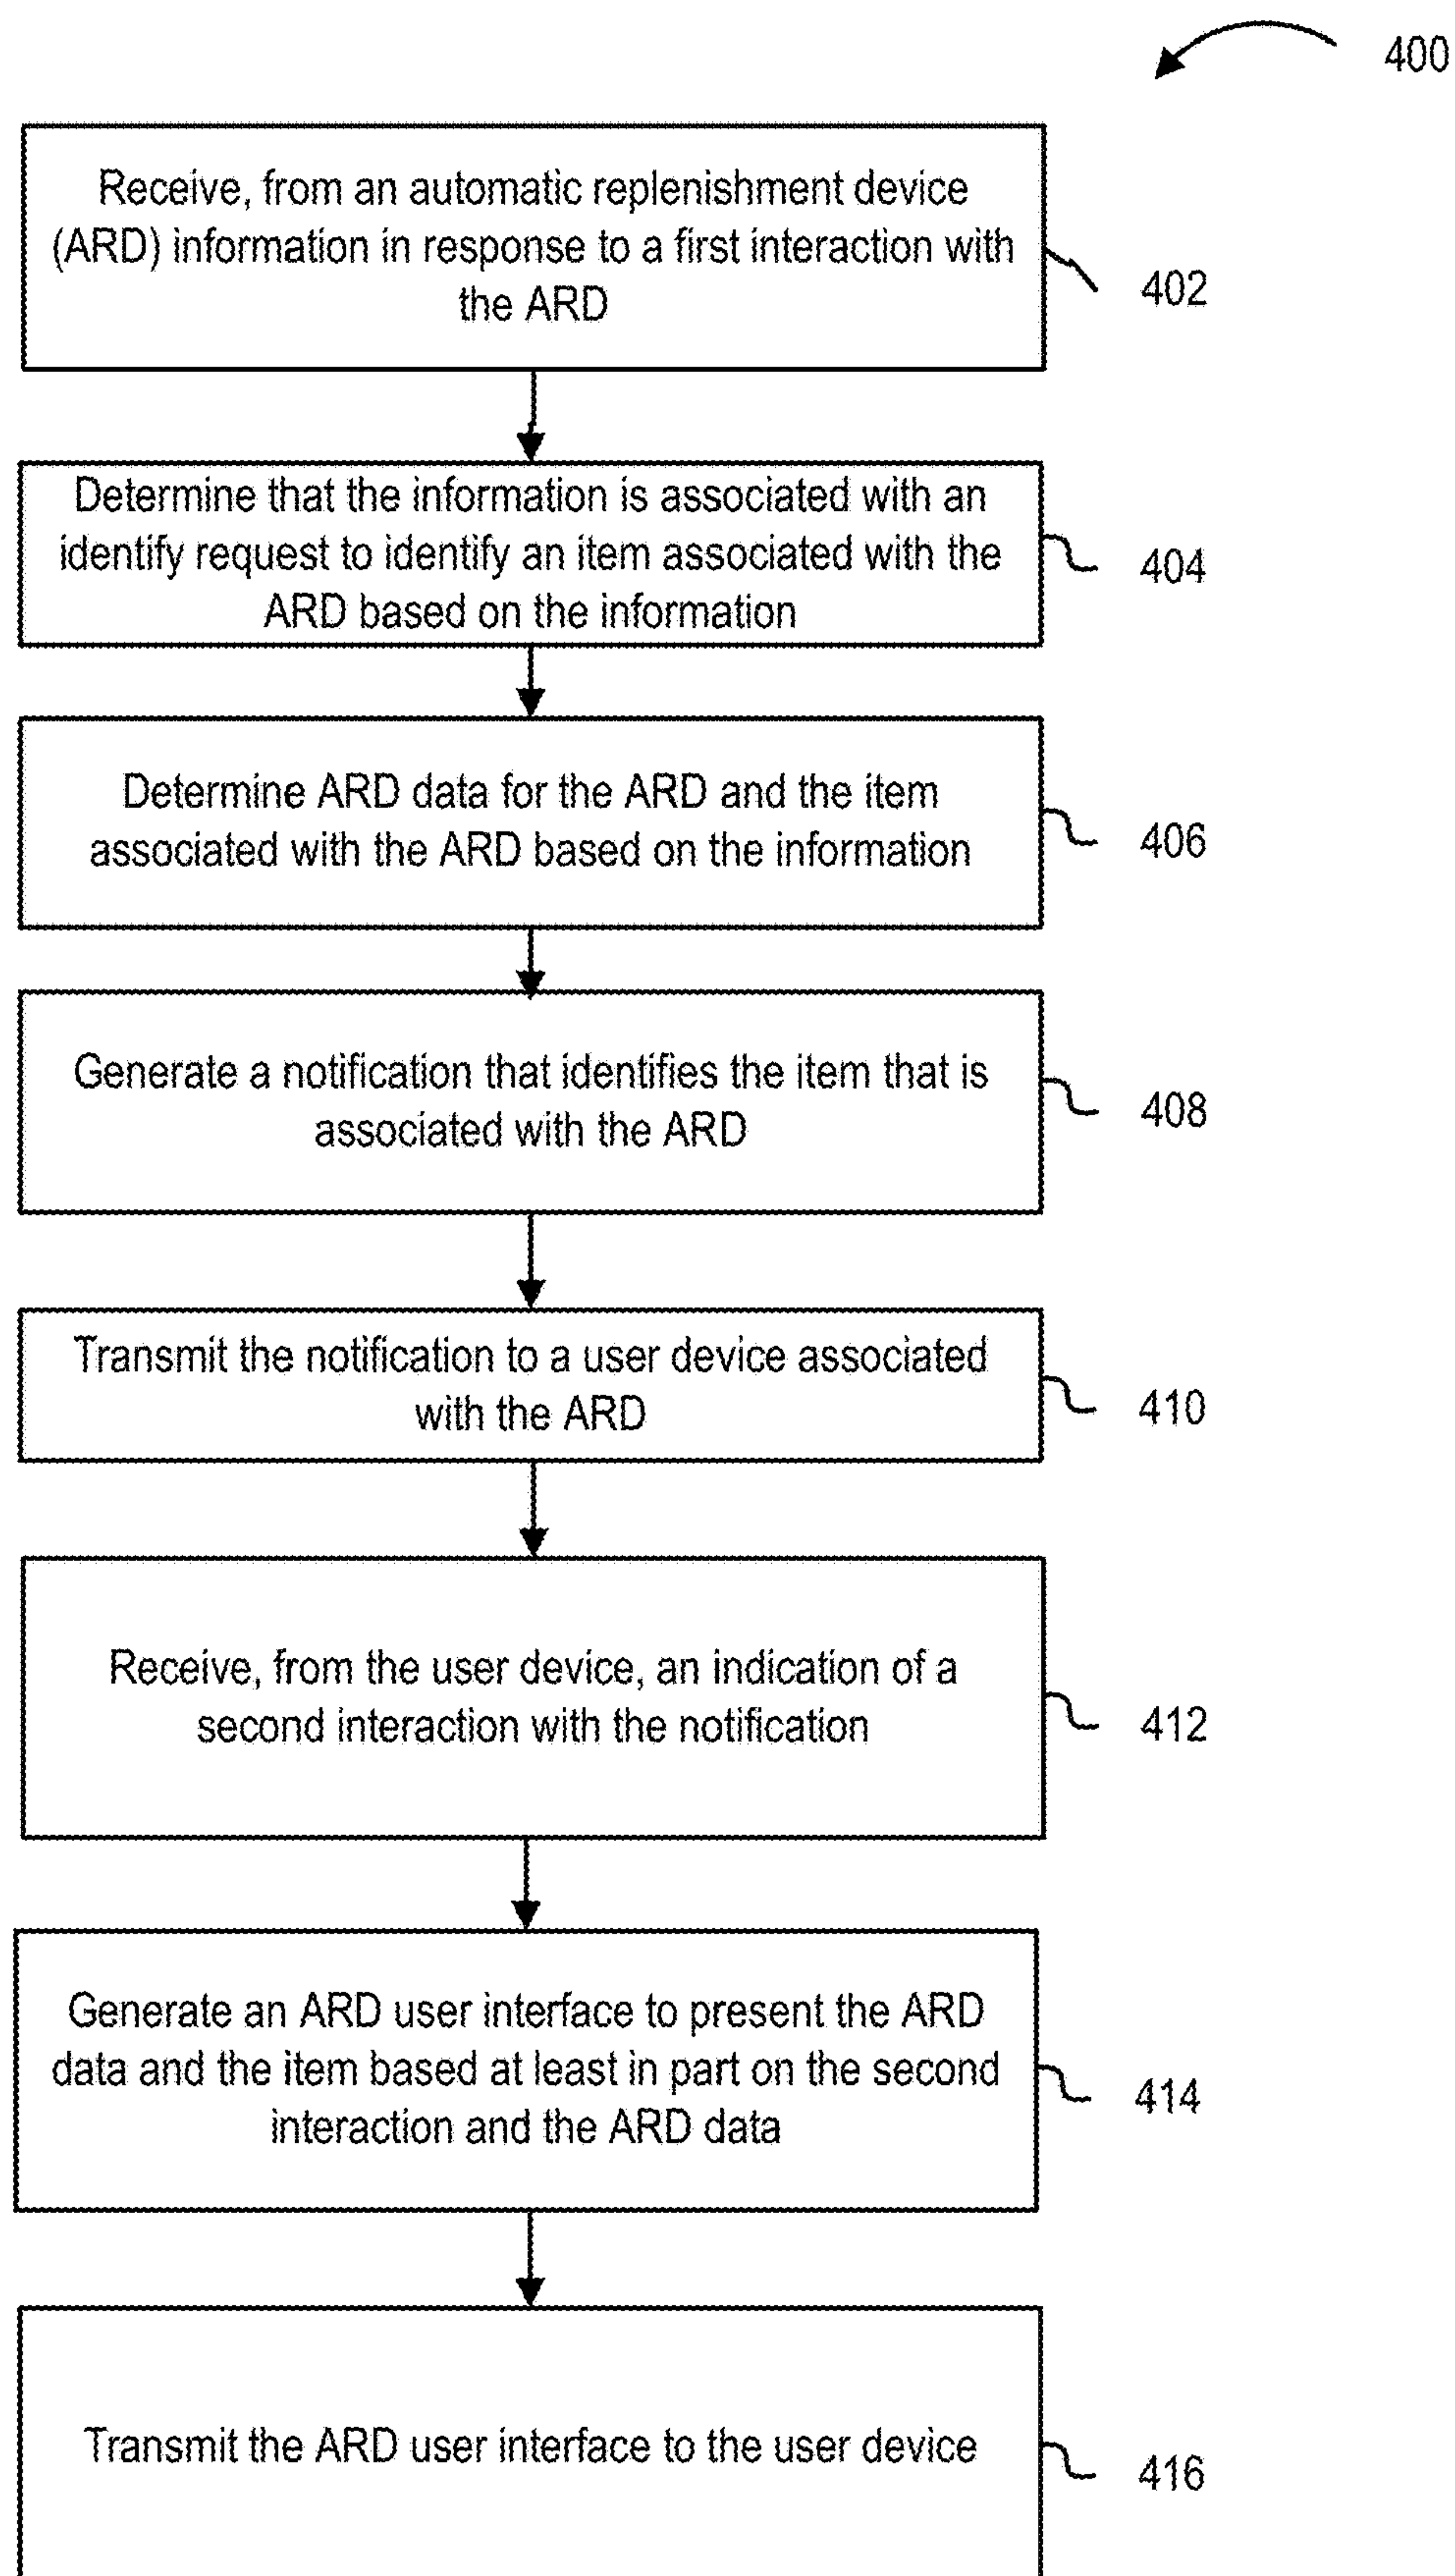 400
Receive, from an automatic replenishment device
(ARD) information in response to a first interaction with
the ARD
402
Determine that the information is associated with an
identify request to identify an item associated with the
ARD based on the information
404
Determine ARD data for the ARD and the item
associated with the ARD based on the information
406
Generate a notification that identifies the item that is
associated with the ARD
408
Transmit the notification to a user device associated
with the ARD
410
Receive, from the user device, an indication of a
second interaction with the notification
412
Generate an ARD user interface to present the ARD
data and the item based at least in part on the second
interaction and the ARD data
414
Transmit the ARD user interface to the user device
416